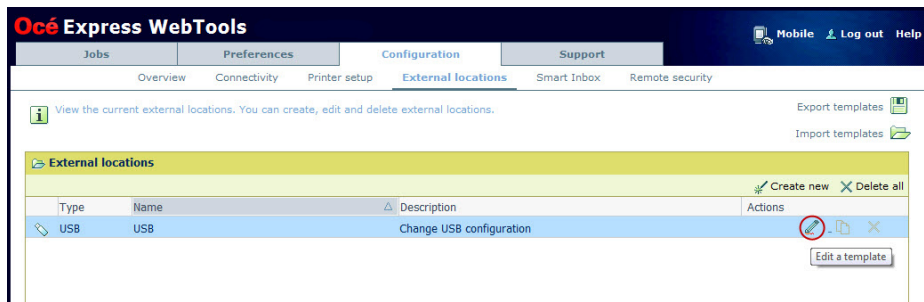 Océ Express WebTools
Mobile Log out Help
Jobs Preferences Configuration Support
Overview Connectivity Printer setup External locations Smart Inbox Remote security
i View the current external locations. You can create, edit and delete external locations.
Export templates
Import templates
External locations
Create new Delete all
Type Name Description Actions
USB USB Change USB configuration
Edit a template